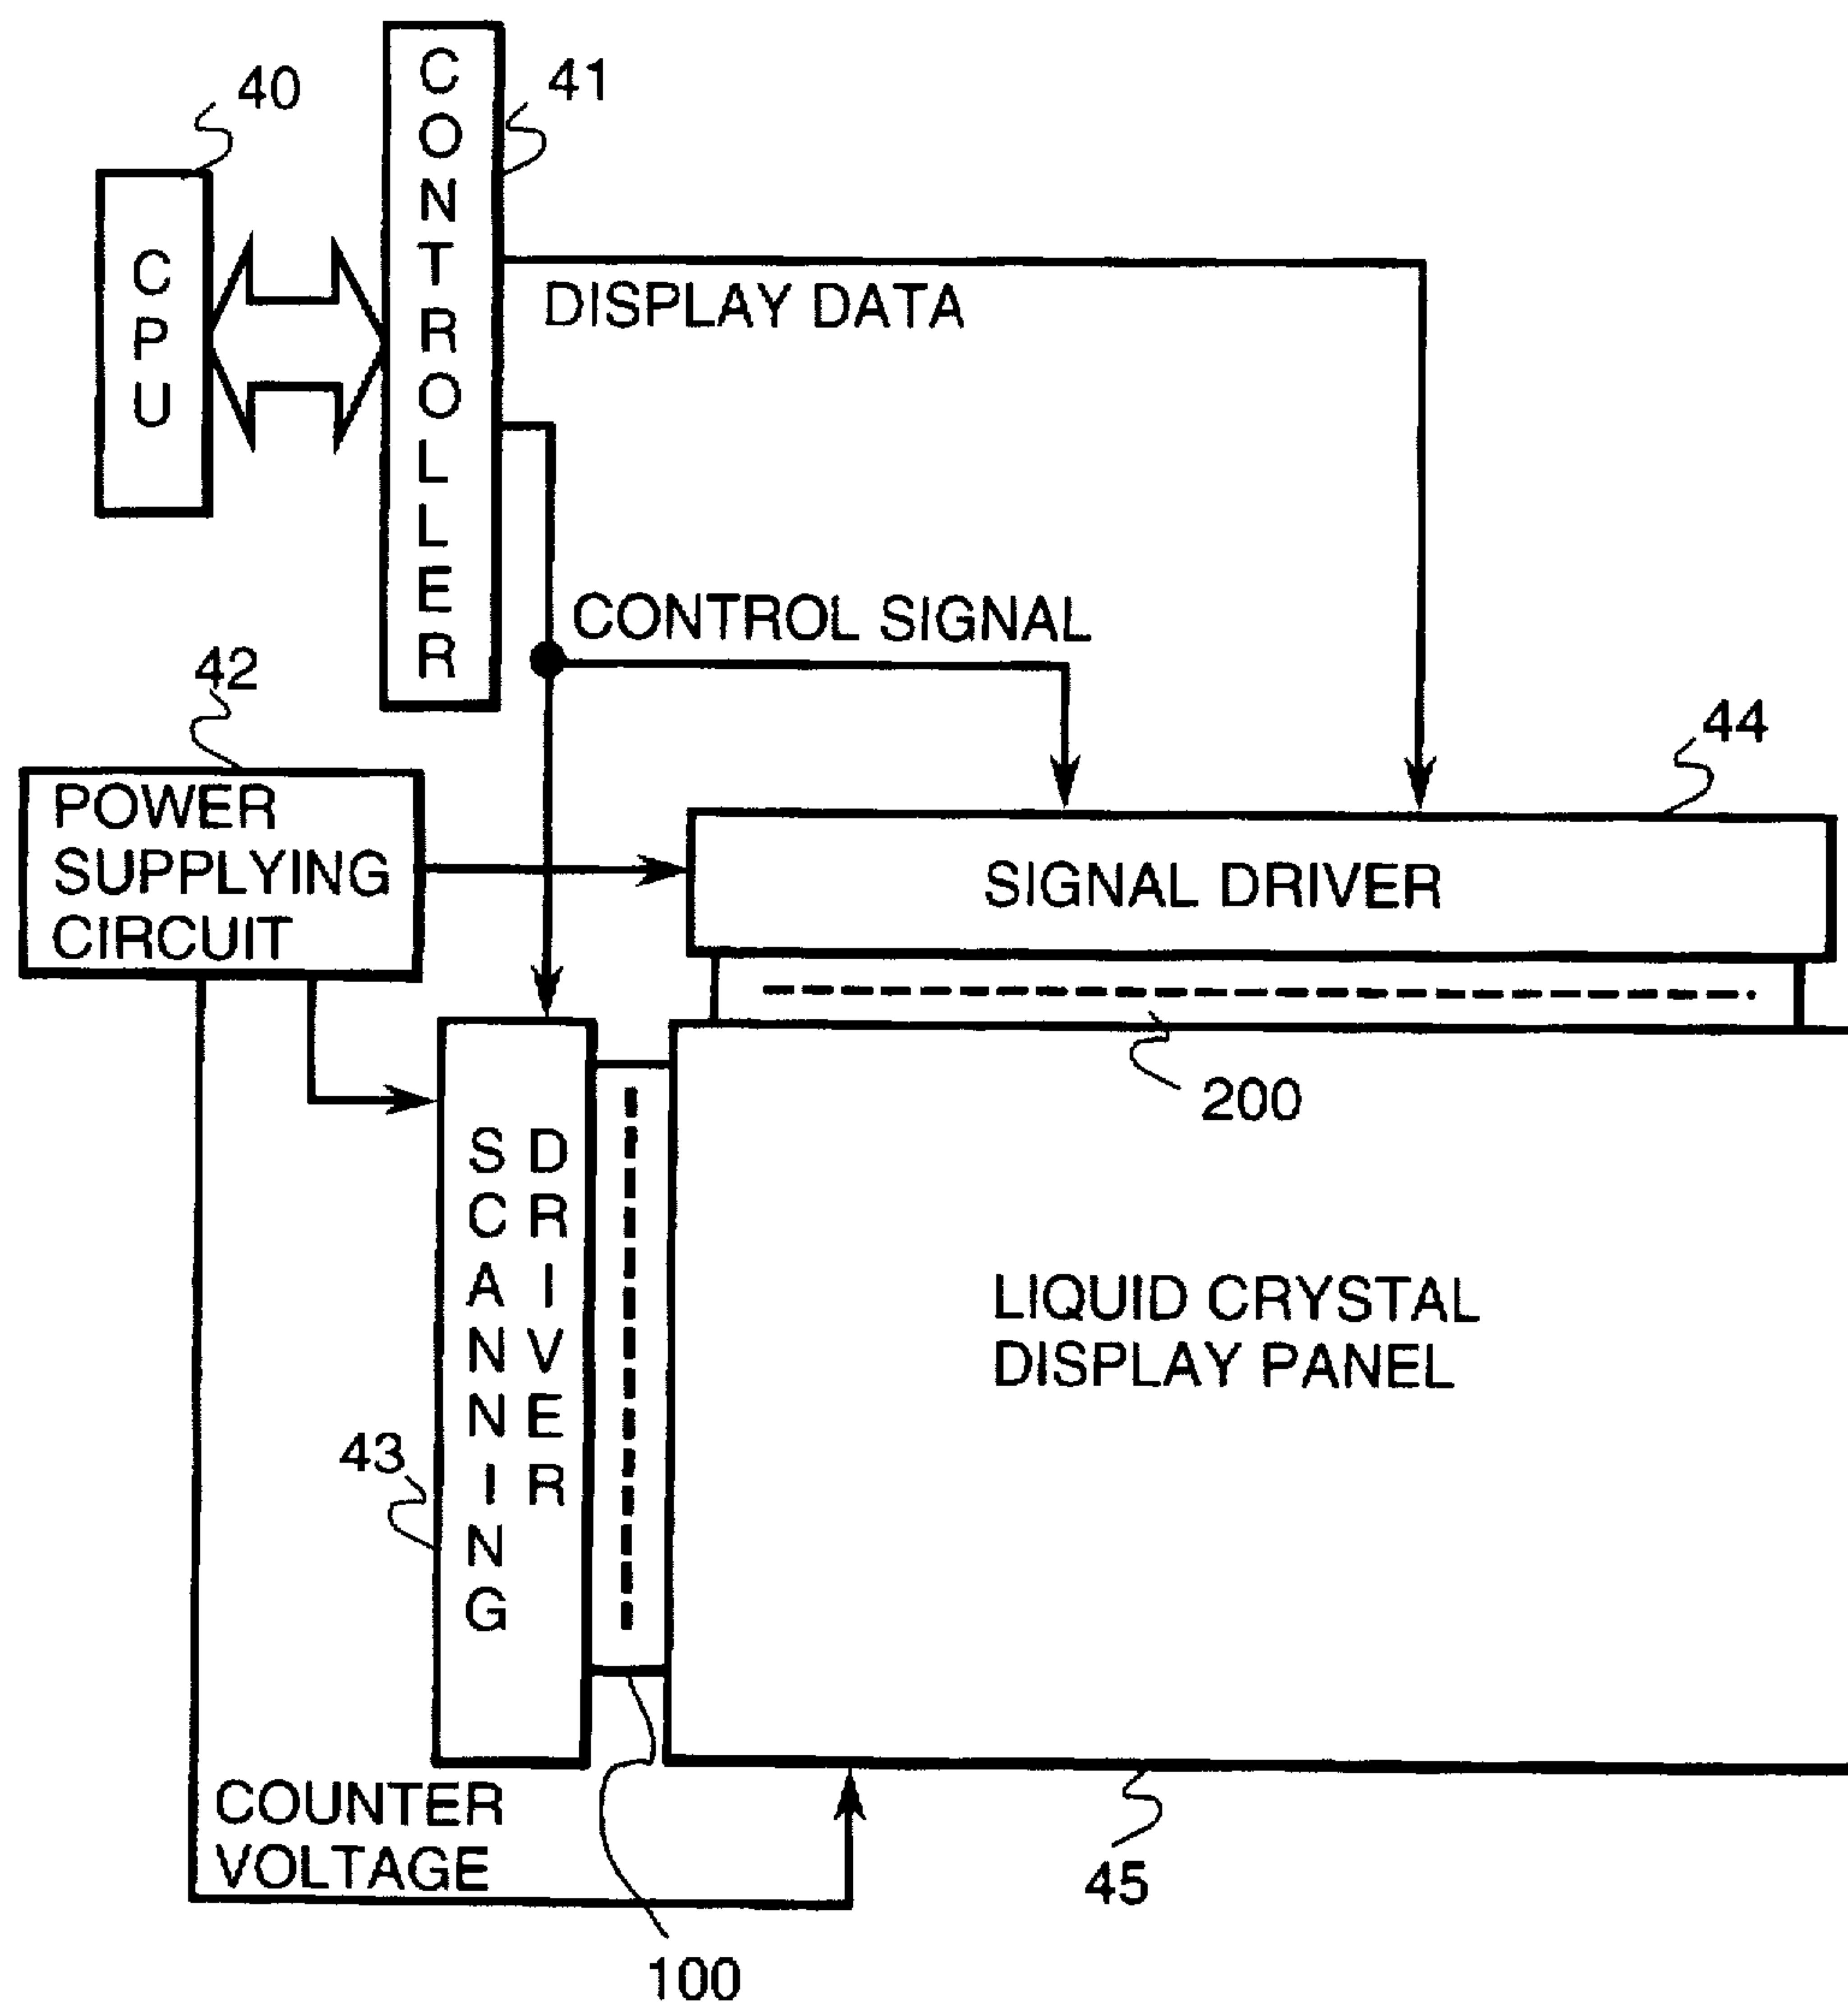 40
41
CPU
CONTROLLER
DISPLAY DATA
CONTROL SIGNAL
42
44
POWER
SUPPLYING
CIRCUIT
SIGNAL DRIVER
200
SCANNING
DRIVER
LIQUID CRYSTAL
DISPLAY PANEL
43
COUNTER
VOLTAGE
45
100